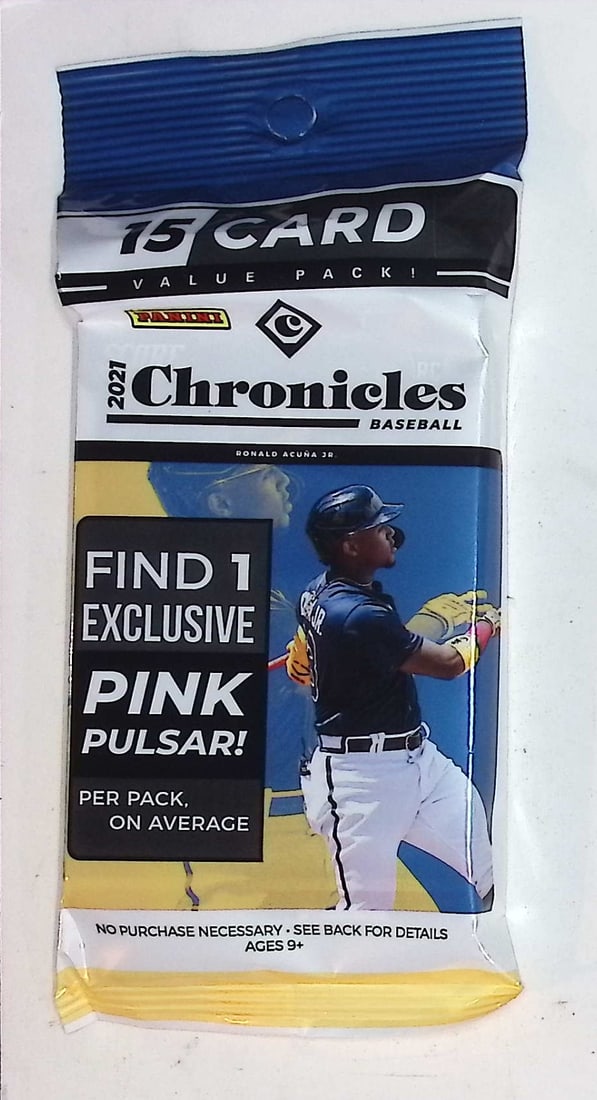 15 CARD
VALUE PACK!
PANINI
C
2021 Chronicles
BASEBALL
RONALD ACUÑA JR.
FIND 1
EXCLUSIVE
PINK
PULSAR!
PER PACK,
ON AVERAGE
NO PURCHASE NECESSARY · SEE BACK FOR DETAILS
AGES 9+